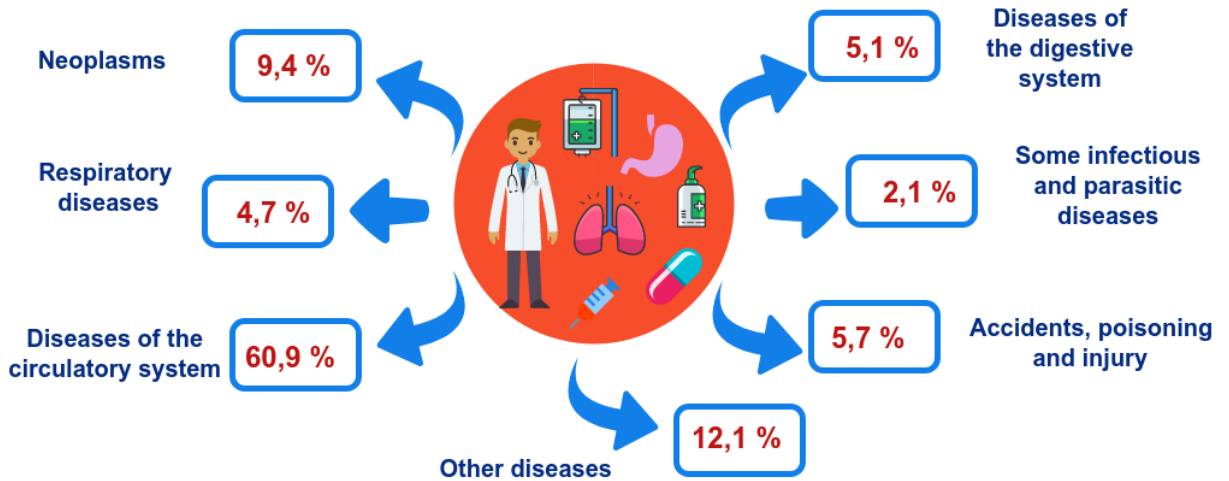 Neoplasms
9,4 %
Respiratory
diseases
4,7 %
Diseases of the
circulatory system
60,9 %
Diseases of
the digestive
system
5,1 %
Some infectious
and parasitic
diseases
2,1 %
Accidents, poisoning
and injury
5,7 %
Other diseases
12,1 %